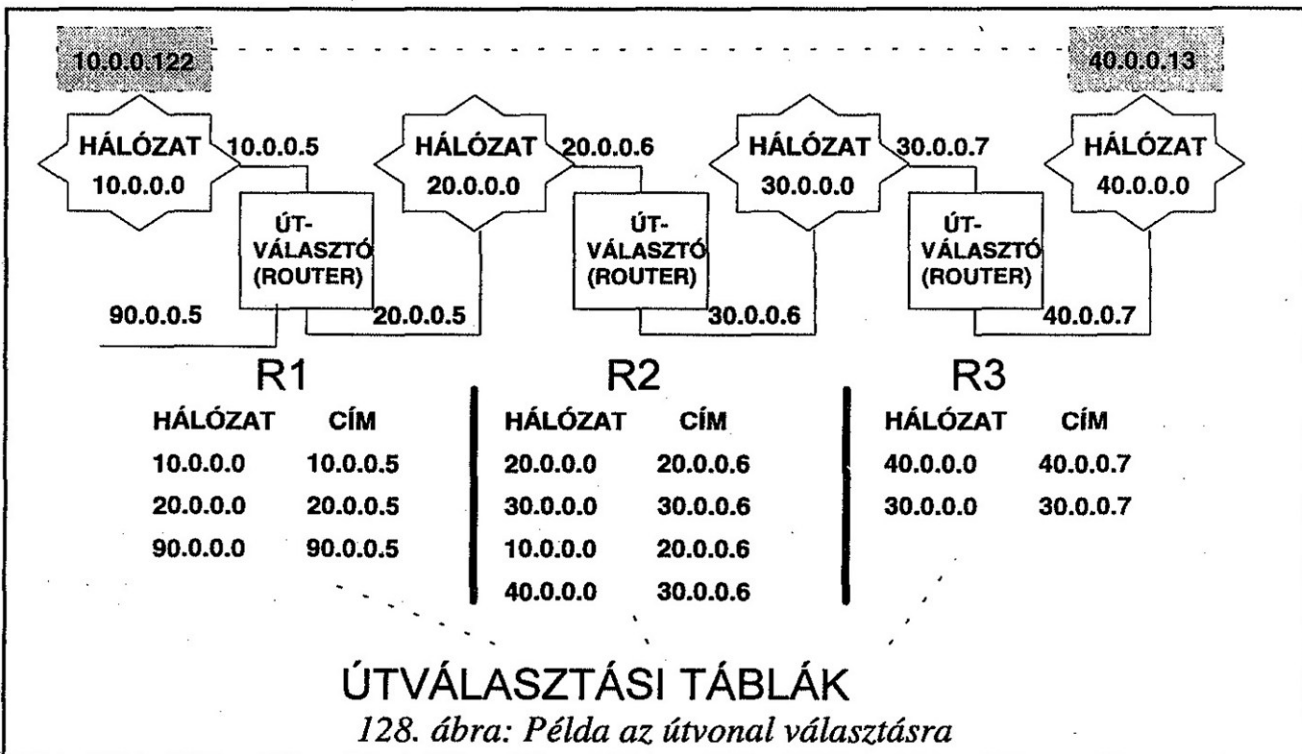 10.0.0.122 40.0.0.13
HÁLÓZAT 10.0.0.5 HÁLÓZAT 20.0.0.6 HÁLÓZAT 30.0.0.7 HÁLÓZAT
10.0.0.0 20.0.0.0 30.0.0.0 40.0.0.0
ÚT- ÚT- ÚT-
VÁLASZTÓ VÁLASZTÓ VÁLASZTÓ
(ROUTER) (ROUTER) (ROUTER)
90.0.0.5 20.0.0.5 30.0.0.6 40.0.0.7
R1 R2 R3
HÁLÓZAT CÍM HÁLÓZAT CÍM HÁLÓZAT CÍM
10.0.0.0 10.0.0.5 20.0.0.0 20.0.0.6 40.0.0.0 40.0.0.7
20.0.0.0 20.0.0.5 30.0.0.0 30.0.0.6 30.0.0.0 30.0.0.7
90.0.0.0 90.0.0.5 10.0.0.0 20.0.0.6
40.0.0.0 30.0.0.6
ÚTVÁLASZTÁSI TÁBLÁK
128. ábra: Példa az útvonal választásra